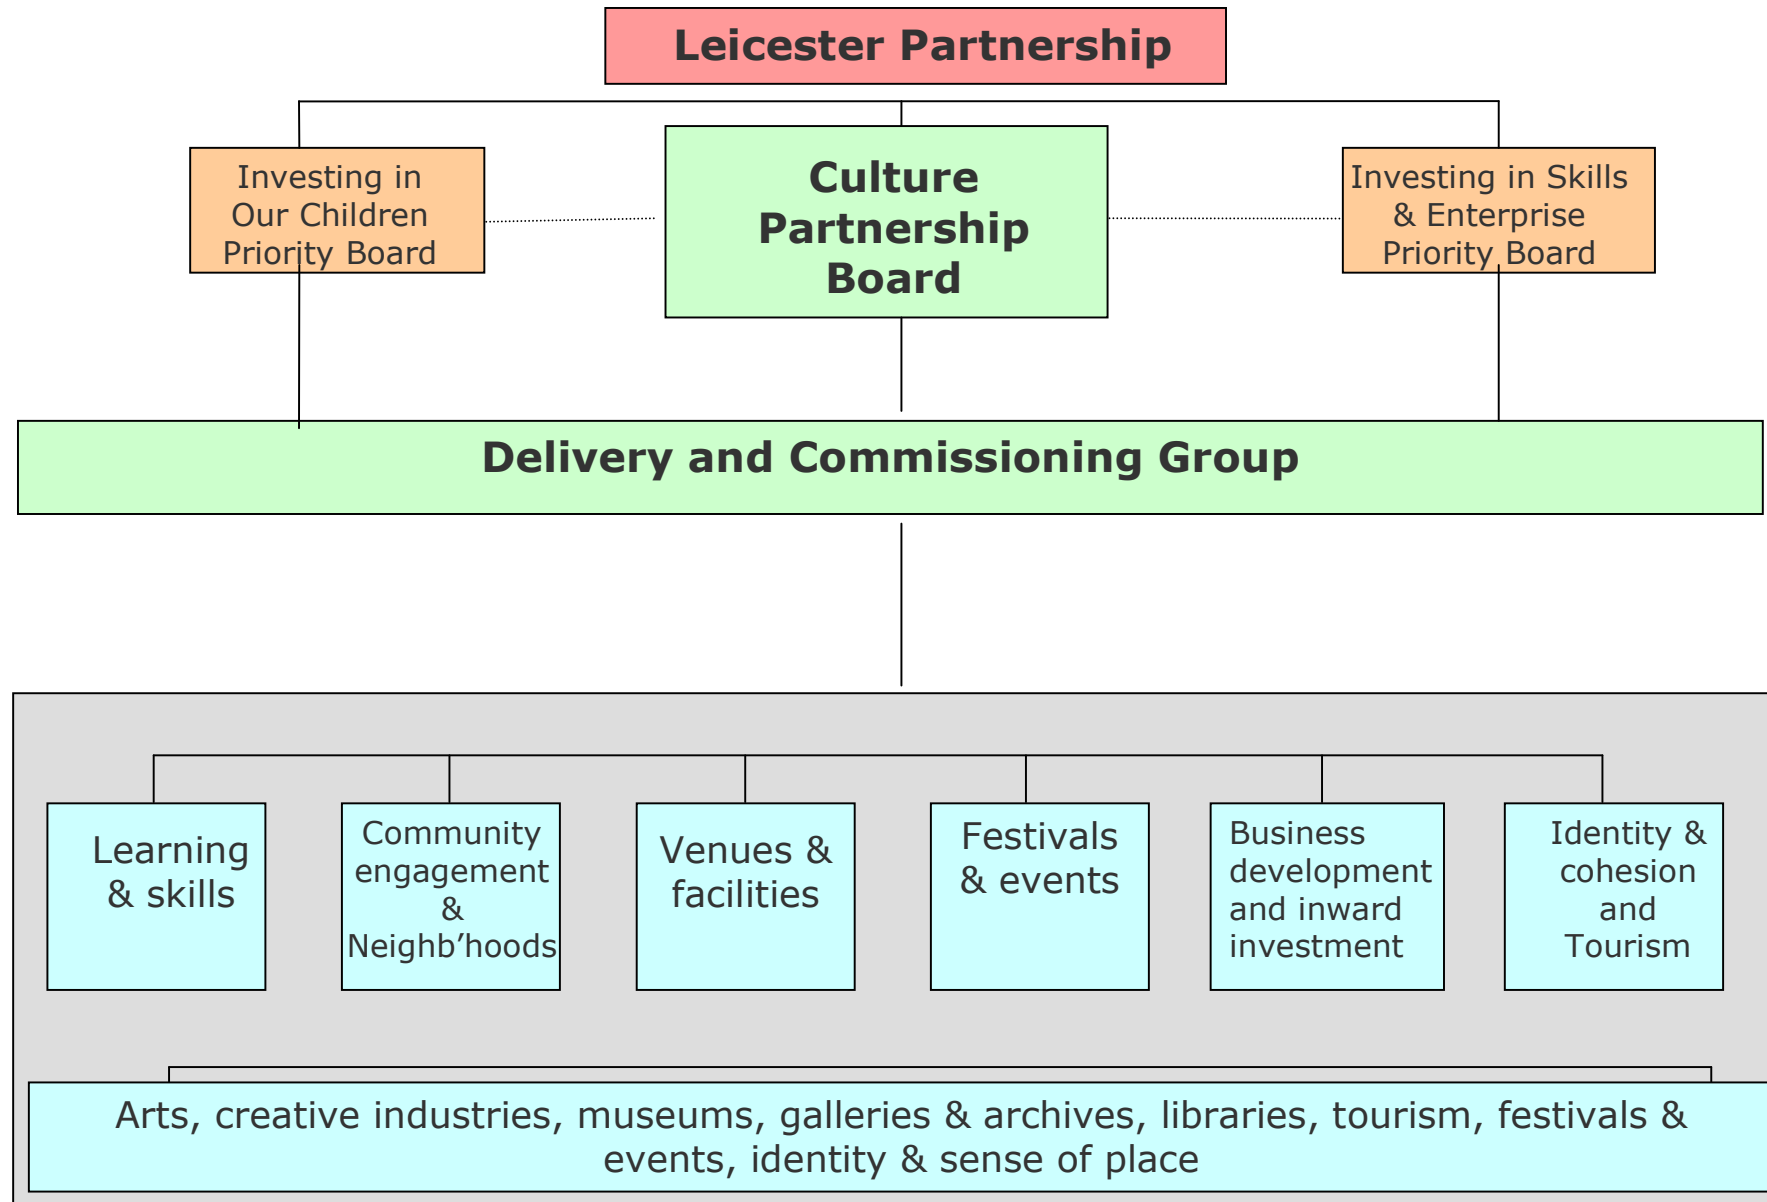 Leicester Partnership
Investing in
Our Children
Priority Board
Culture
Partnership
Board
Investing in Skills
& Enterprise
Priority Board
Delivery and Commissioning Group
Learning
& skills
Community
engagement
&
Neighb’hoods
Venues &
facilities
Festivals
& events
Business
development
and inward
investment
Identity &
cohesion
and
Tourism
Arts, creative industries, museums, galleries & archives, libraries, tourism, festivals &
events, identity & sense of place